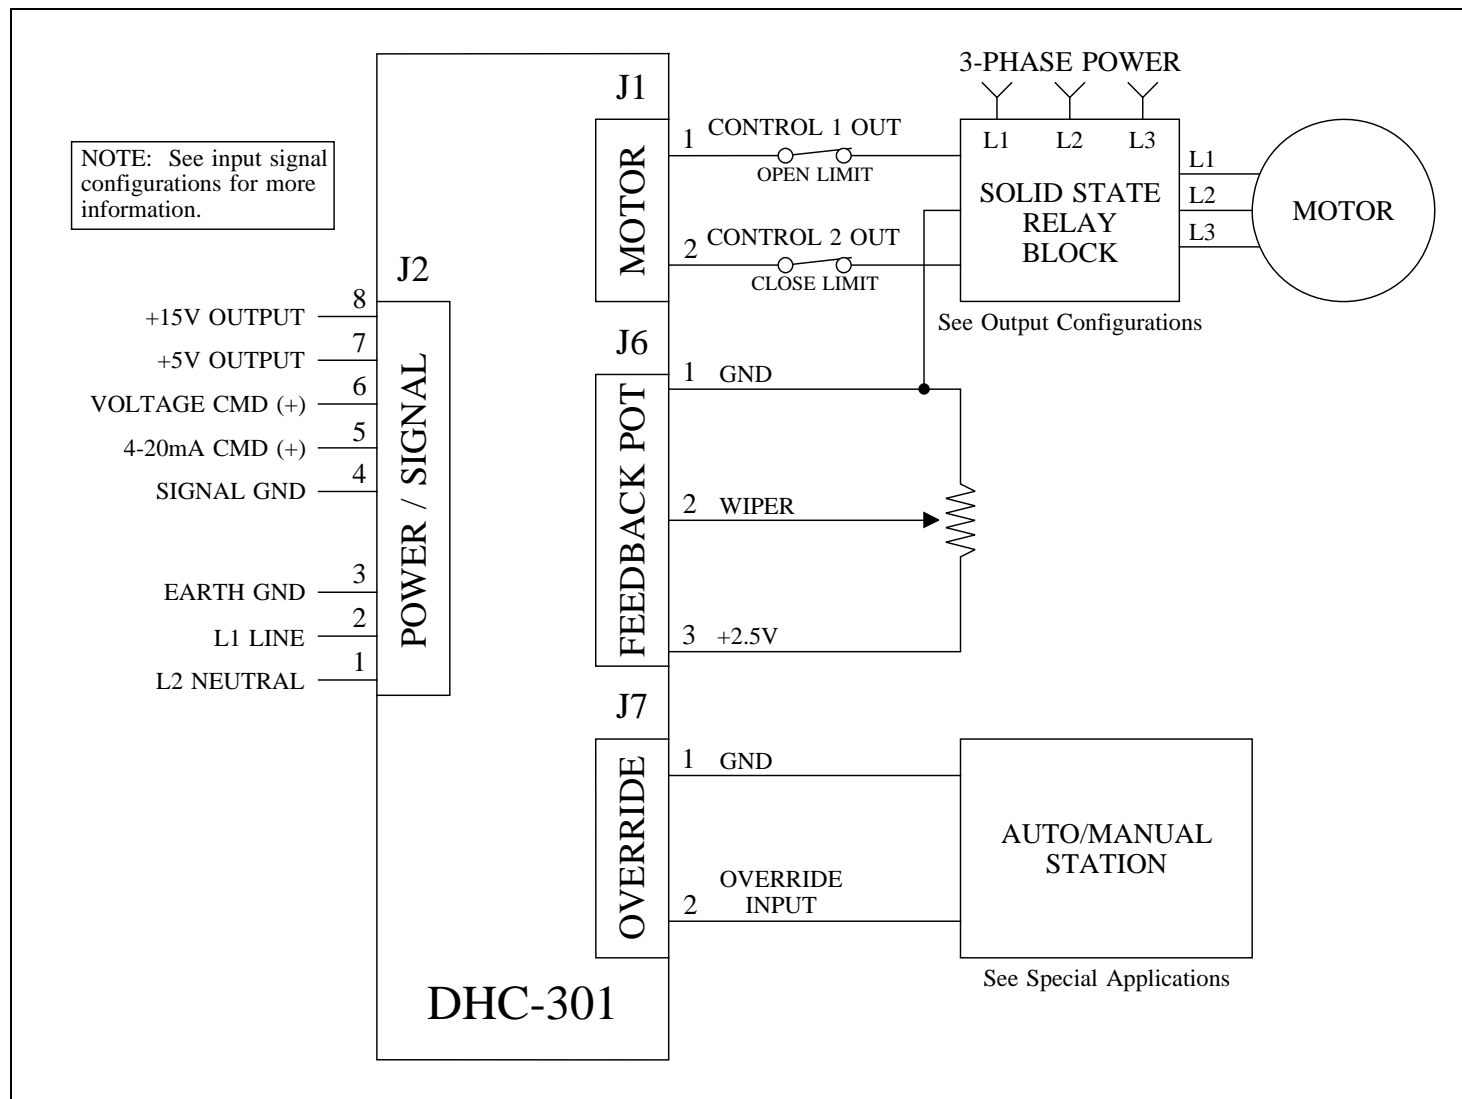 3-PHASE POWER
J1
1 CONTROL 1 OUT
L1 L2 L3
NOTE: See input signal
configurations for more
information.
OPEN LIMIT
MOTOR
SOLID STATE
RELAY
BLOCK
L1
L2
L3
MOTOR
2 CONTROL 2 OUT
CLOSE LIMIT
See Output Configurations
J2
8
+15V OUTPUT
7
+5V OUTPUT
6
VOLTAGE CMD (+)
5
4-20mA CMD (+)
4
SIGNAL GND
3
EARTH GND
2
L1 LINE
1
L2 NEUTRAL
POWER / SIGNAL
J6
1 GND
FEEDBACK POT
2 WIPER
3 +2.5V
J7
1 GND
OVERRIDE
AUTO/MANUAL
STATION
2 OVERRIDE
INPUT
See Special Applications
DHC-301